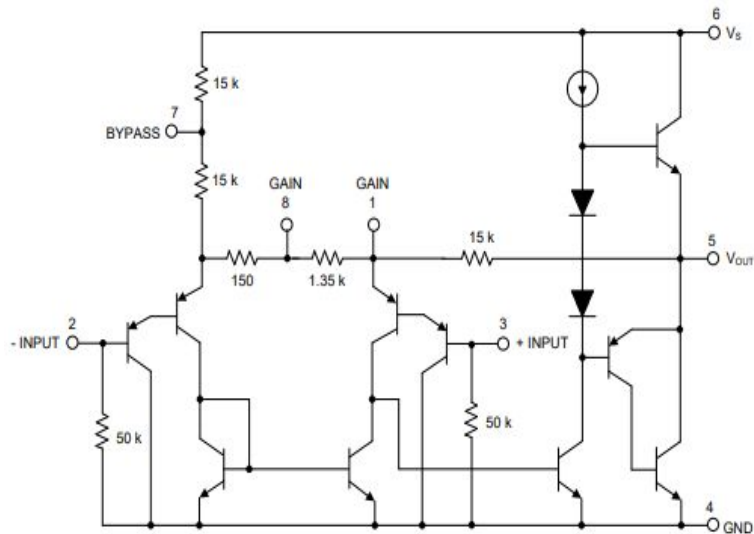 6
Vs
15 k
7
BYPASS
15 k
GAIN
8
GAIN
1
15 k
5
VOUT
150
1.35 k
2
- INPUT
3
+ INPUT
50 k
50 k
4
GND